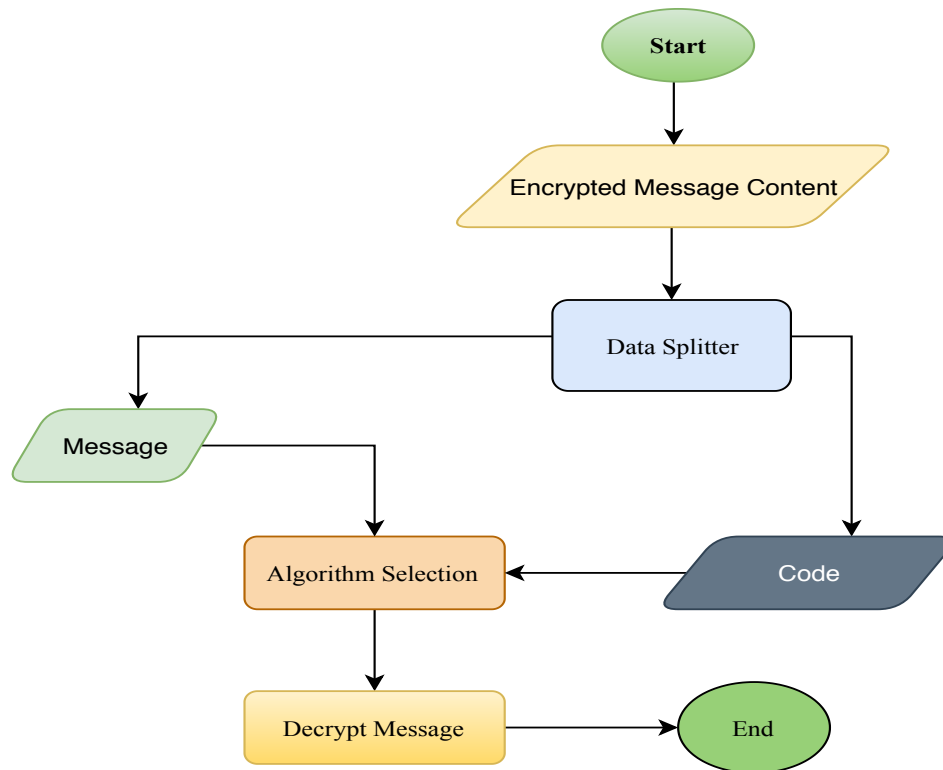 Start
Encrypted Message Content
Data Splitter
Message
Algorithm Selection
Code
Decrypt Message
End